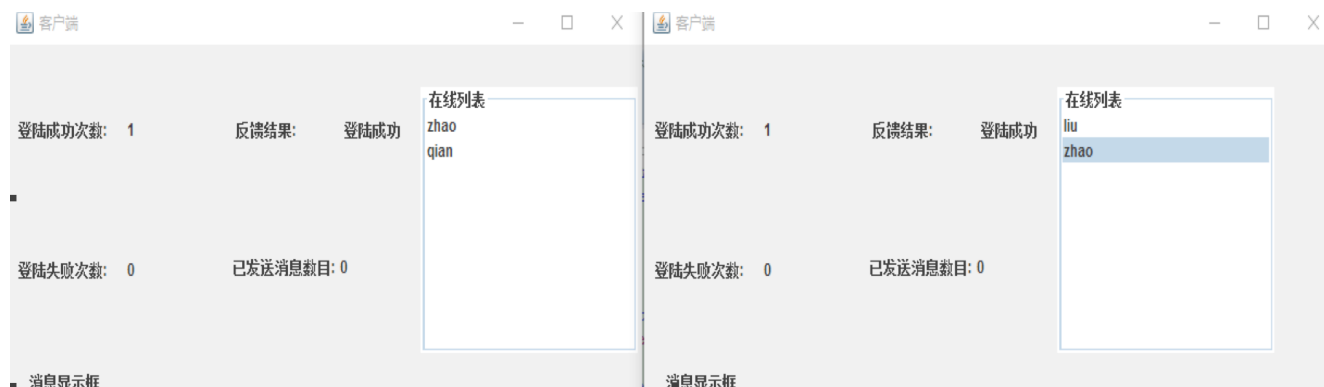 客户端
登陆成功次数: 1 反馈结果: 登陆成功
在线列表
zhao
qian
登陆失败次数: 0 已发送消息数目: 0
消息显示框
客户端
登陆成功次数: 1 反馈结果: 登陆成功
在线列表
liu
zhao
登陆失败次数: 0 已发送消息数目: 0
消息显示框